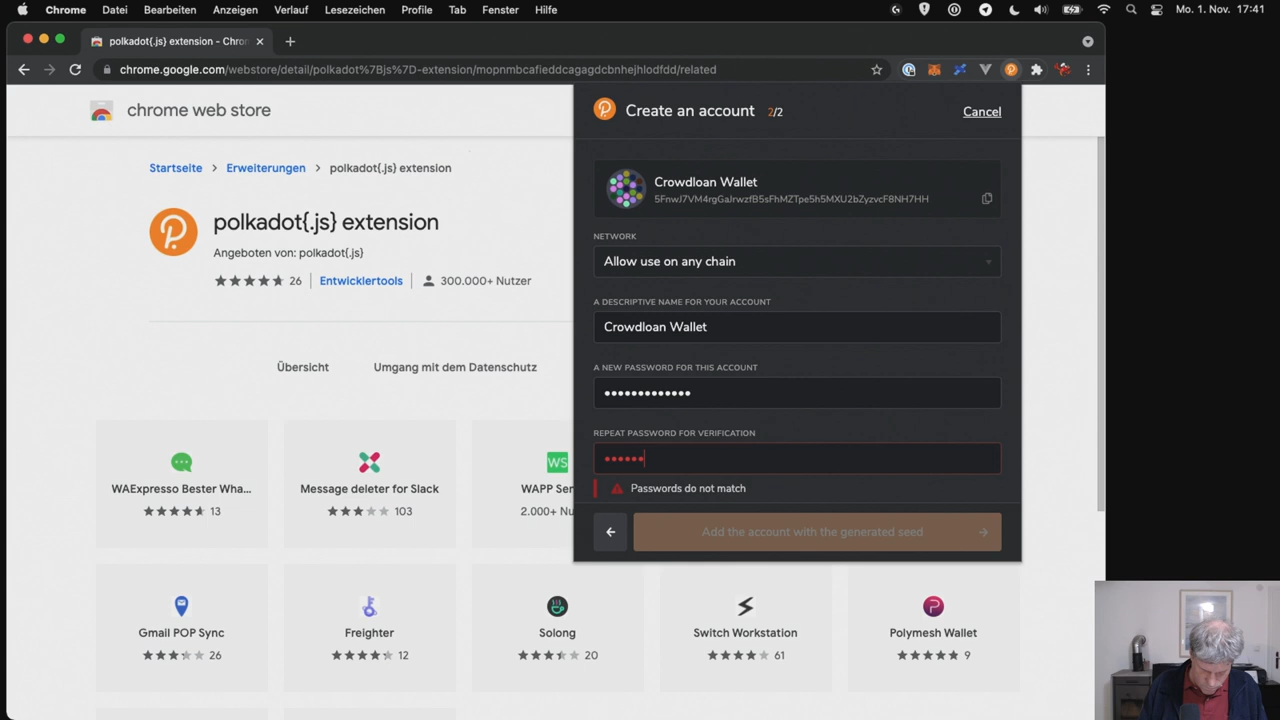 Chrome Datei Bearbeiten Anzeigen Verlauf Lesezeichen Profile Tab Fenster Hilfe Mo. 1. Nov. 17:41
polkadot{.js} extension - Chro
chrome.google.com/webstore/detail/polkadot%7Bjs%7D-extension/mopnmbcafieddcagagdcbnhejhlodfdd/related
chrome web store
Startseite > Erweiterungen > polkadot{.js} extension
polkadot{.js} extension
Angeboten von: polkadot{.js}
26 Entwicklertools 300.000+ Nutzer
Übersicht Umgang mit dem Datenschutz
WAExpresso Bester Wha...
13
Message deleter for Slack
103
WS
WAPP Ser
2.000+ Nu
Gmail POP Sync
26
Freighter
12
Solong
20
Switch Workstation
61
Polymesh Wallet
9
Create an account 2/2 Cancel
Crowdloan Wallet
5FnwJ7VM4rgGaJrwzfB5sFhMZTpe5h5MXU2bZyzvcF8NH7HH
NETWORK
Allow use on any chain
A DESCRIPTIVE NAME FOR YOUR ACCOUNT
Crowdloan Wallet
A NEW PASSWORD FOR THIS ACCOUNT
•••••••••••••
REPEAT PASSWORD FOR VERIFICATION
••••••
Passwords do not match
Add the account with the generated seed